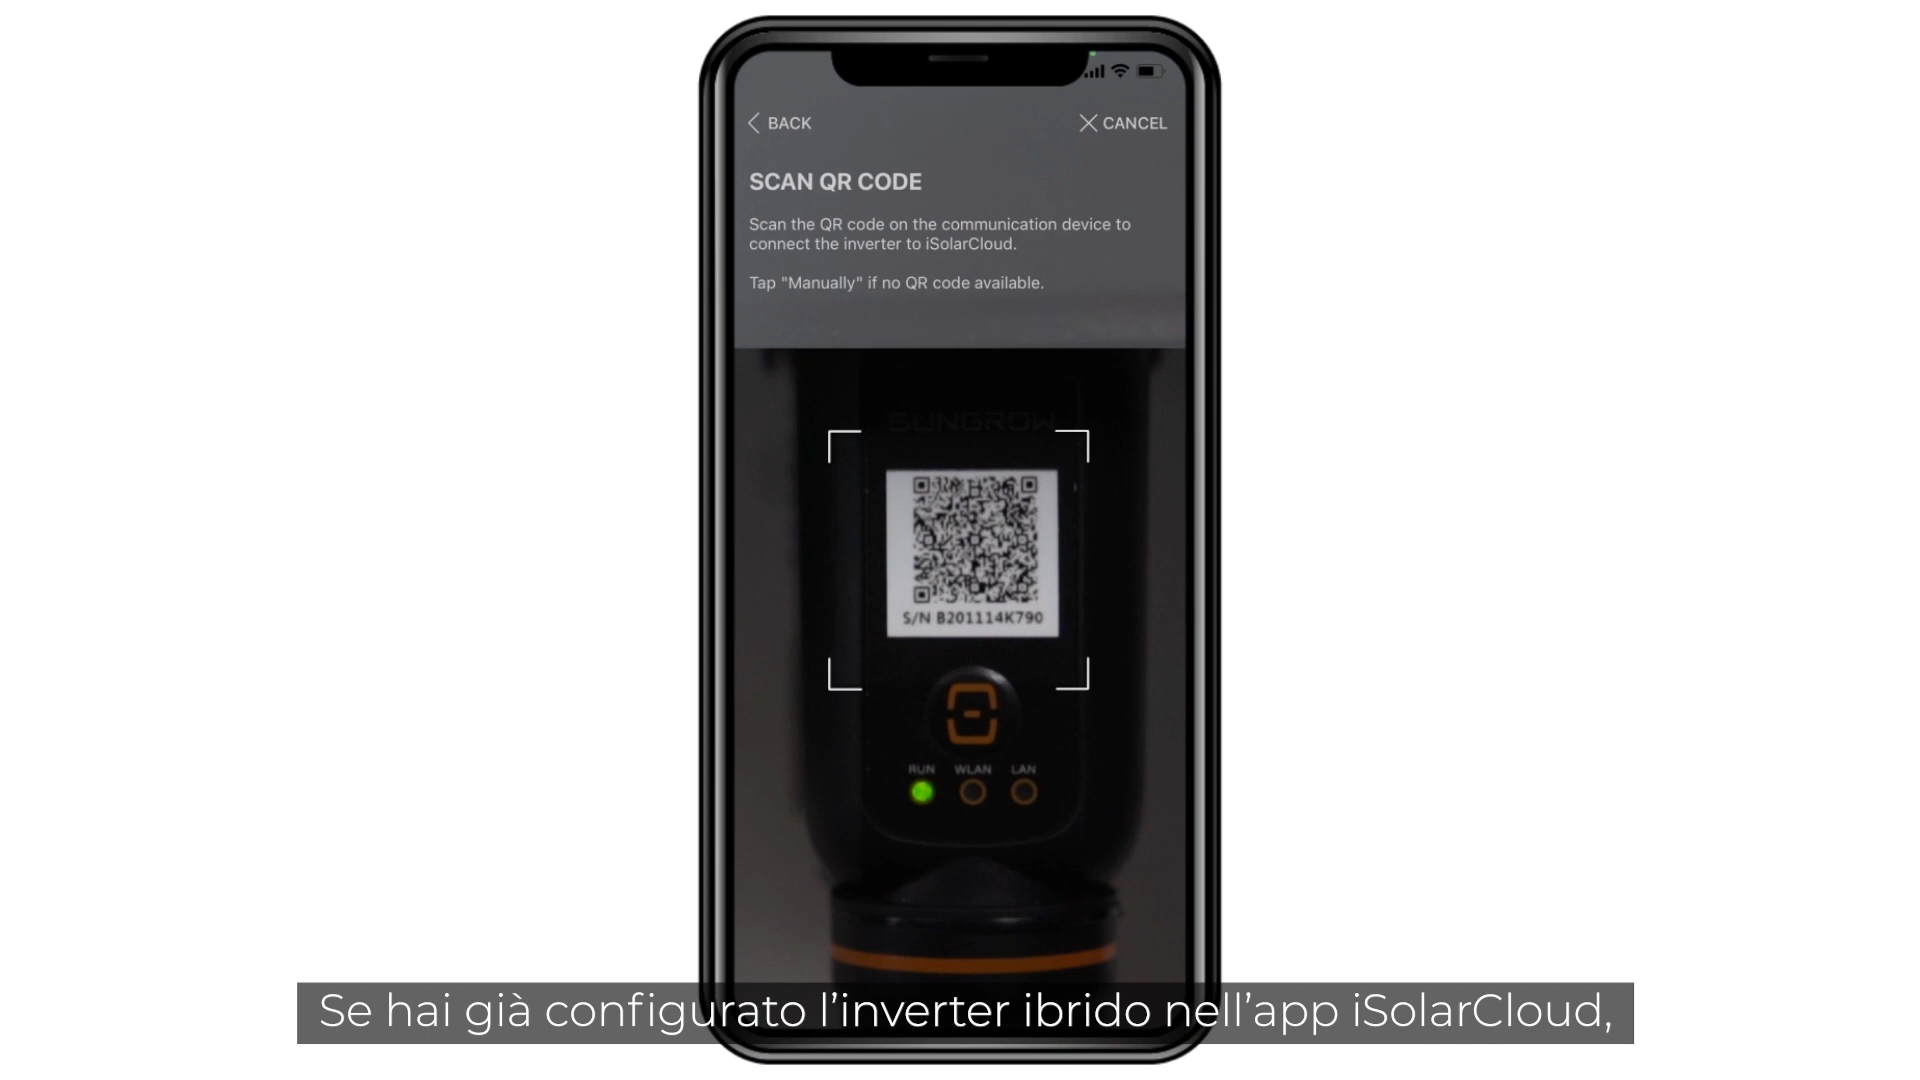 BACK
CANCEL
SCAN QR CODE
Scan the QR code on the communication device to
connect the inverter to iSolarCloud.
Tap "Manually" if no QR code available.
SUNGROW
S/N B201114K790
RUN WLAN LAN
Se hai già configurato l’inverter ibrido nell’app iSolarCloud,